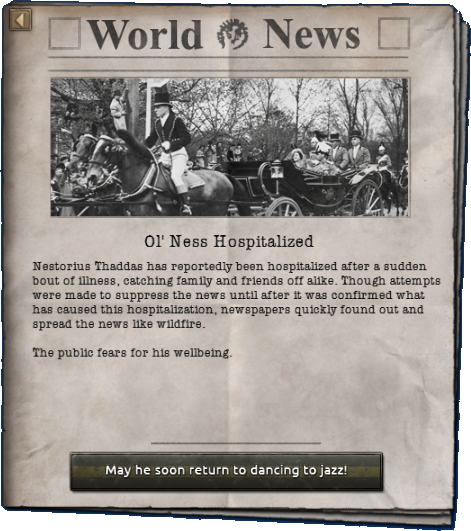 World News
Ol' Ness Hospitalized
Nestorius Thaddas has reportedly been hospitalized after a sudden
bout of illness, catching family and friends off alike. Though attempts
were made to suppress the news until after it was confirmed what
has caused this hospitalization, newspapers quickly found out and
spread the news like wildfire.
The public fears for his wellbeing.
May he soon return to dancing to jazz!